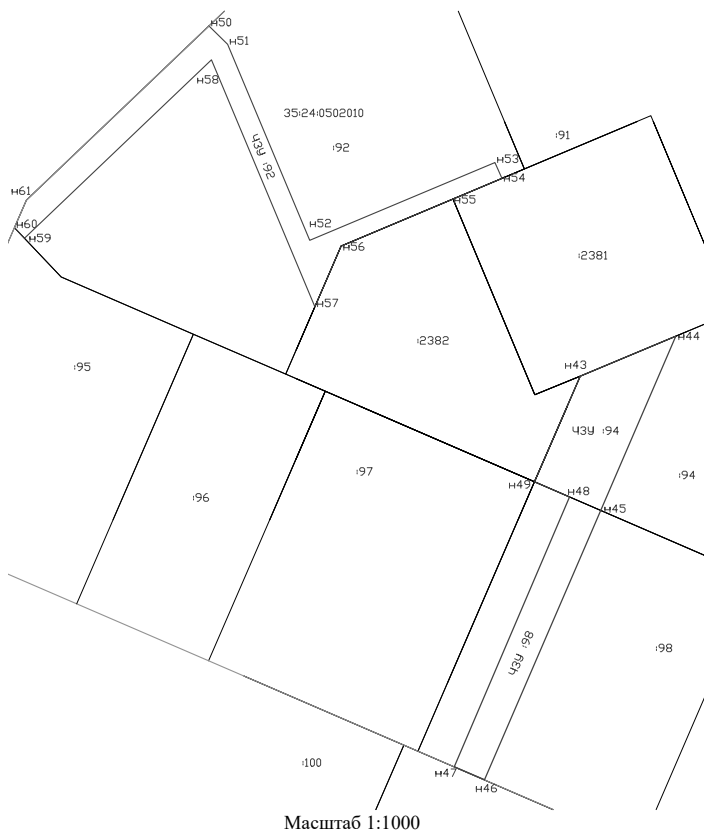 н50
н51
н58
35:24:0502010
:92
:91
ЧЗУ :92
н53
н54
н61
н55
н60
н59
н52
н56
:2381
н57
:2382
н44
:95
н43
ЧЗУ :94
:97
:94
:96
н49
н48
н45
ЧЗУ :98
:98
:100
н47
н46
Масштаб 1:1000